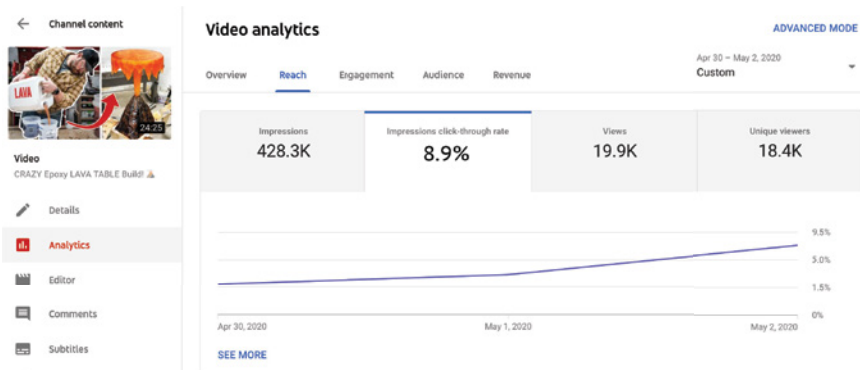 Channel content
LAVA
24:25
Video
CRAZY Epoxy LAVA TABLE Build! 🌋
Details
Analytics
Editor
Comments
Subtitles
Video analytics
ADVANCED MODE
Overview
Reach
Engagement
Audience
Revenue
Apr 30 – May 2, 2020
Custom
Impressions
428.3K
Impressions click-through rate
8.9%
Views
19.9K
Unique viewers
18.4K
9.5%
5.0%
1.5%
0%
Apr 30, 2020
May 1, 2020
May 2, 2020
SEE MORE